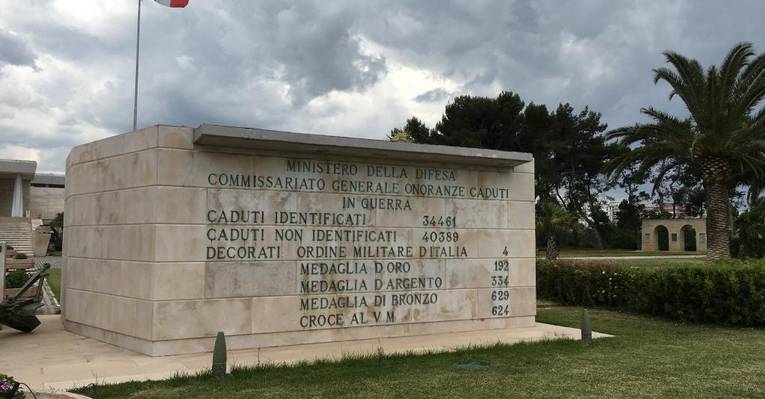 MINISTERO DELLA DIFESA
COMMISSARIATO GENERALE ONORANZE CADUTI
IN GUERRA
CADUTI IDENTIFICATI 34461
CADUTI NON IDENTIFICATI 40389
DECORATI ORDINE MILITARE D'ITALIA 4
MEDAGLIA D'ORO 192
MEDAGLIA D'ARGENTO 334
MEDAGLIA DI BRONZO 629
CROCE AL V.M 624